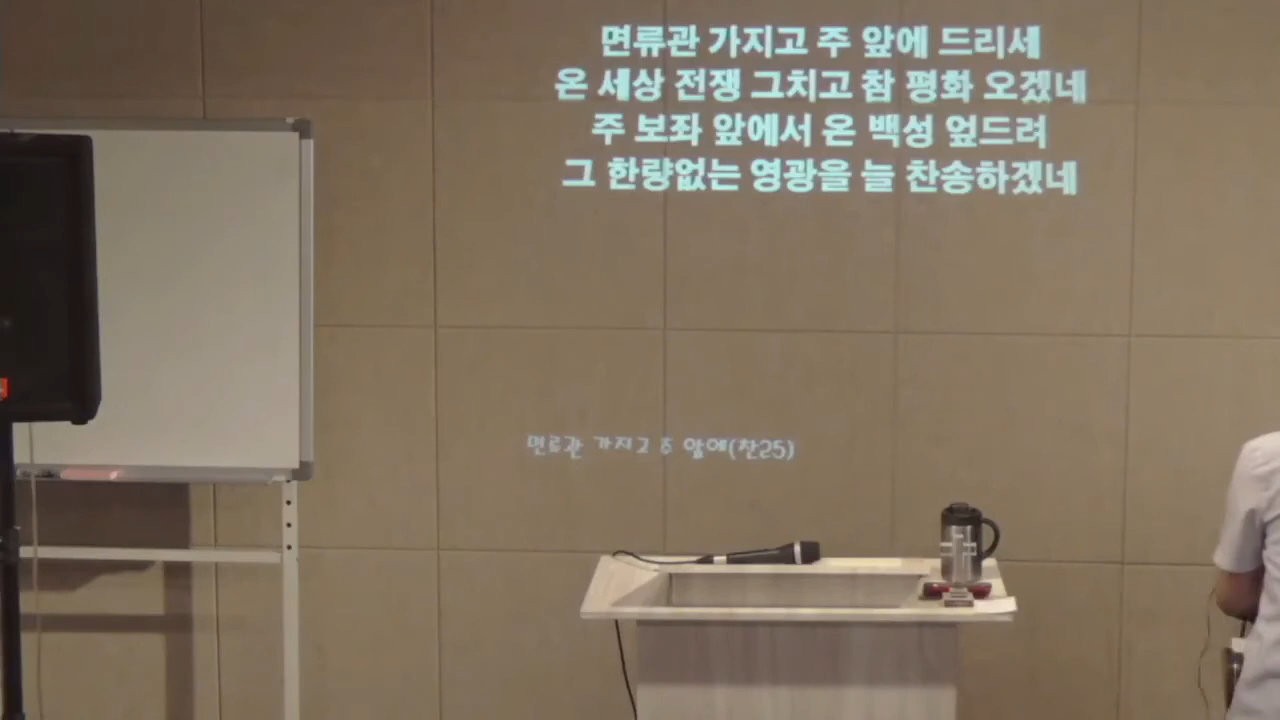 면류관 가지고 주 앞에 드리세
온 세상 전쟁 그치고 참 평화 오겠네
주 보좌 앞에서 온 백성 엎드려
그 한량없는 영광을 늘 찬송하겠네
면류관 가지고 주 앞에(찬25)